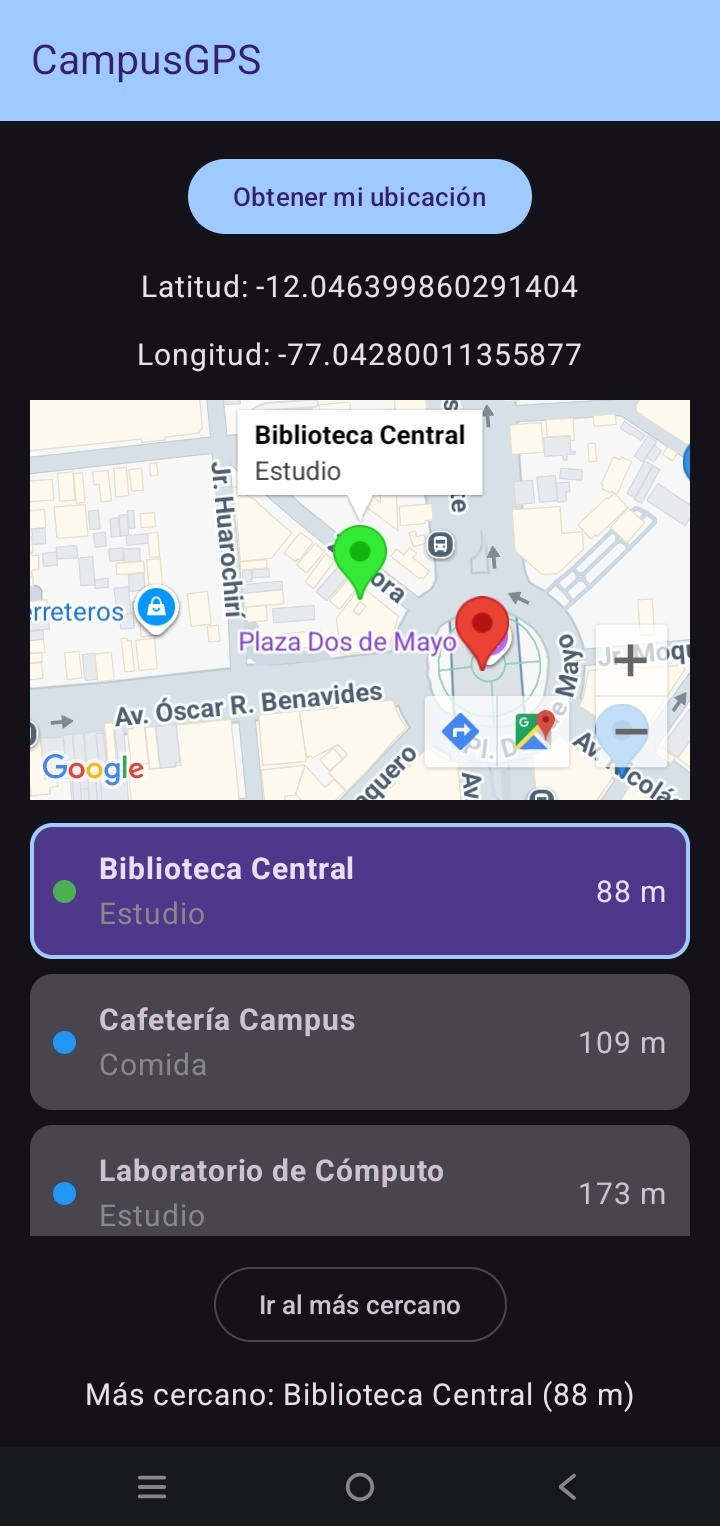 CampusGPS
Obtener mi ubicación
Latitud: -12.046399860291404
Longitud: -77.04280011355877
Biblioteca Central
Estudio
Jr. Huarochirí
erreteros
Plaza Dos de Mayo
Av. Óscar R. Benavides
Google
Biblioteca Central
Estudio
88 m
Cafetería Campus
Comida
109 m
Laboratorio de Cómputo
Estudio
173 m
Ir al más cercano
Más cercano: Biblioteca Central (88 m)